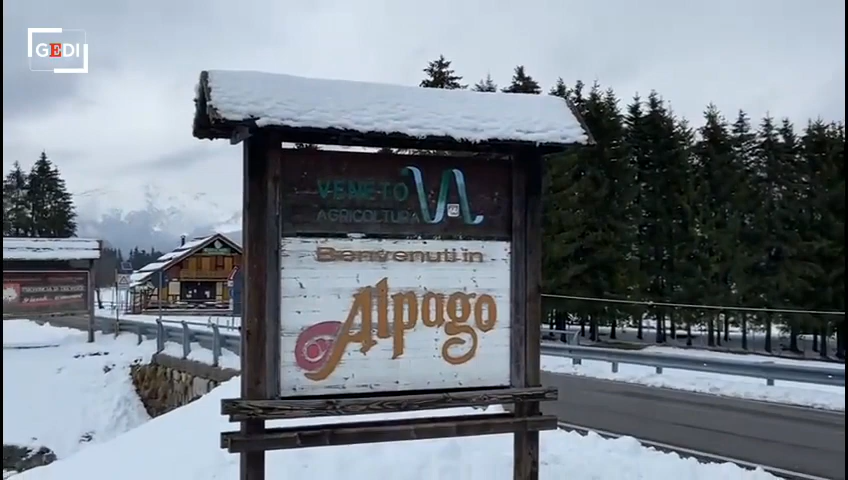 GEDI
VENETO
AGRICOLTURA
Benvenuti in
Alpago